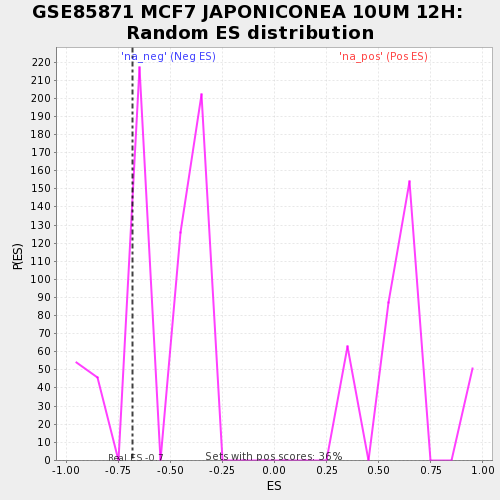 GSE85871 MCF7 JAPONICONEA 10UM 12H:
Random ES distribution
'na_neg' (Neg ES)
'na_pos' (Pos ES)
220
210
200
190
180
170
160
150
140
130
120
110
100
90
80
70
60
50
40
30
20
10
0
P(ES)
Real ES -0.7
Sets with pos scores: 36%
-1.00 -0.75 -0.50 -0.25 0.00 0.25 0.50 0.75 1.00
ES